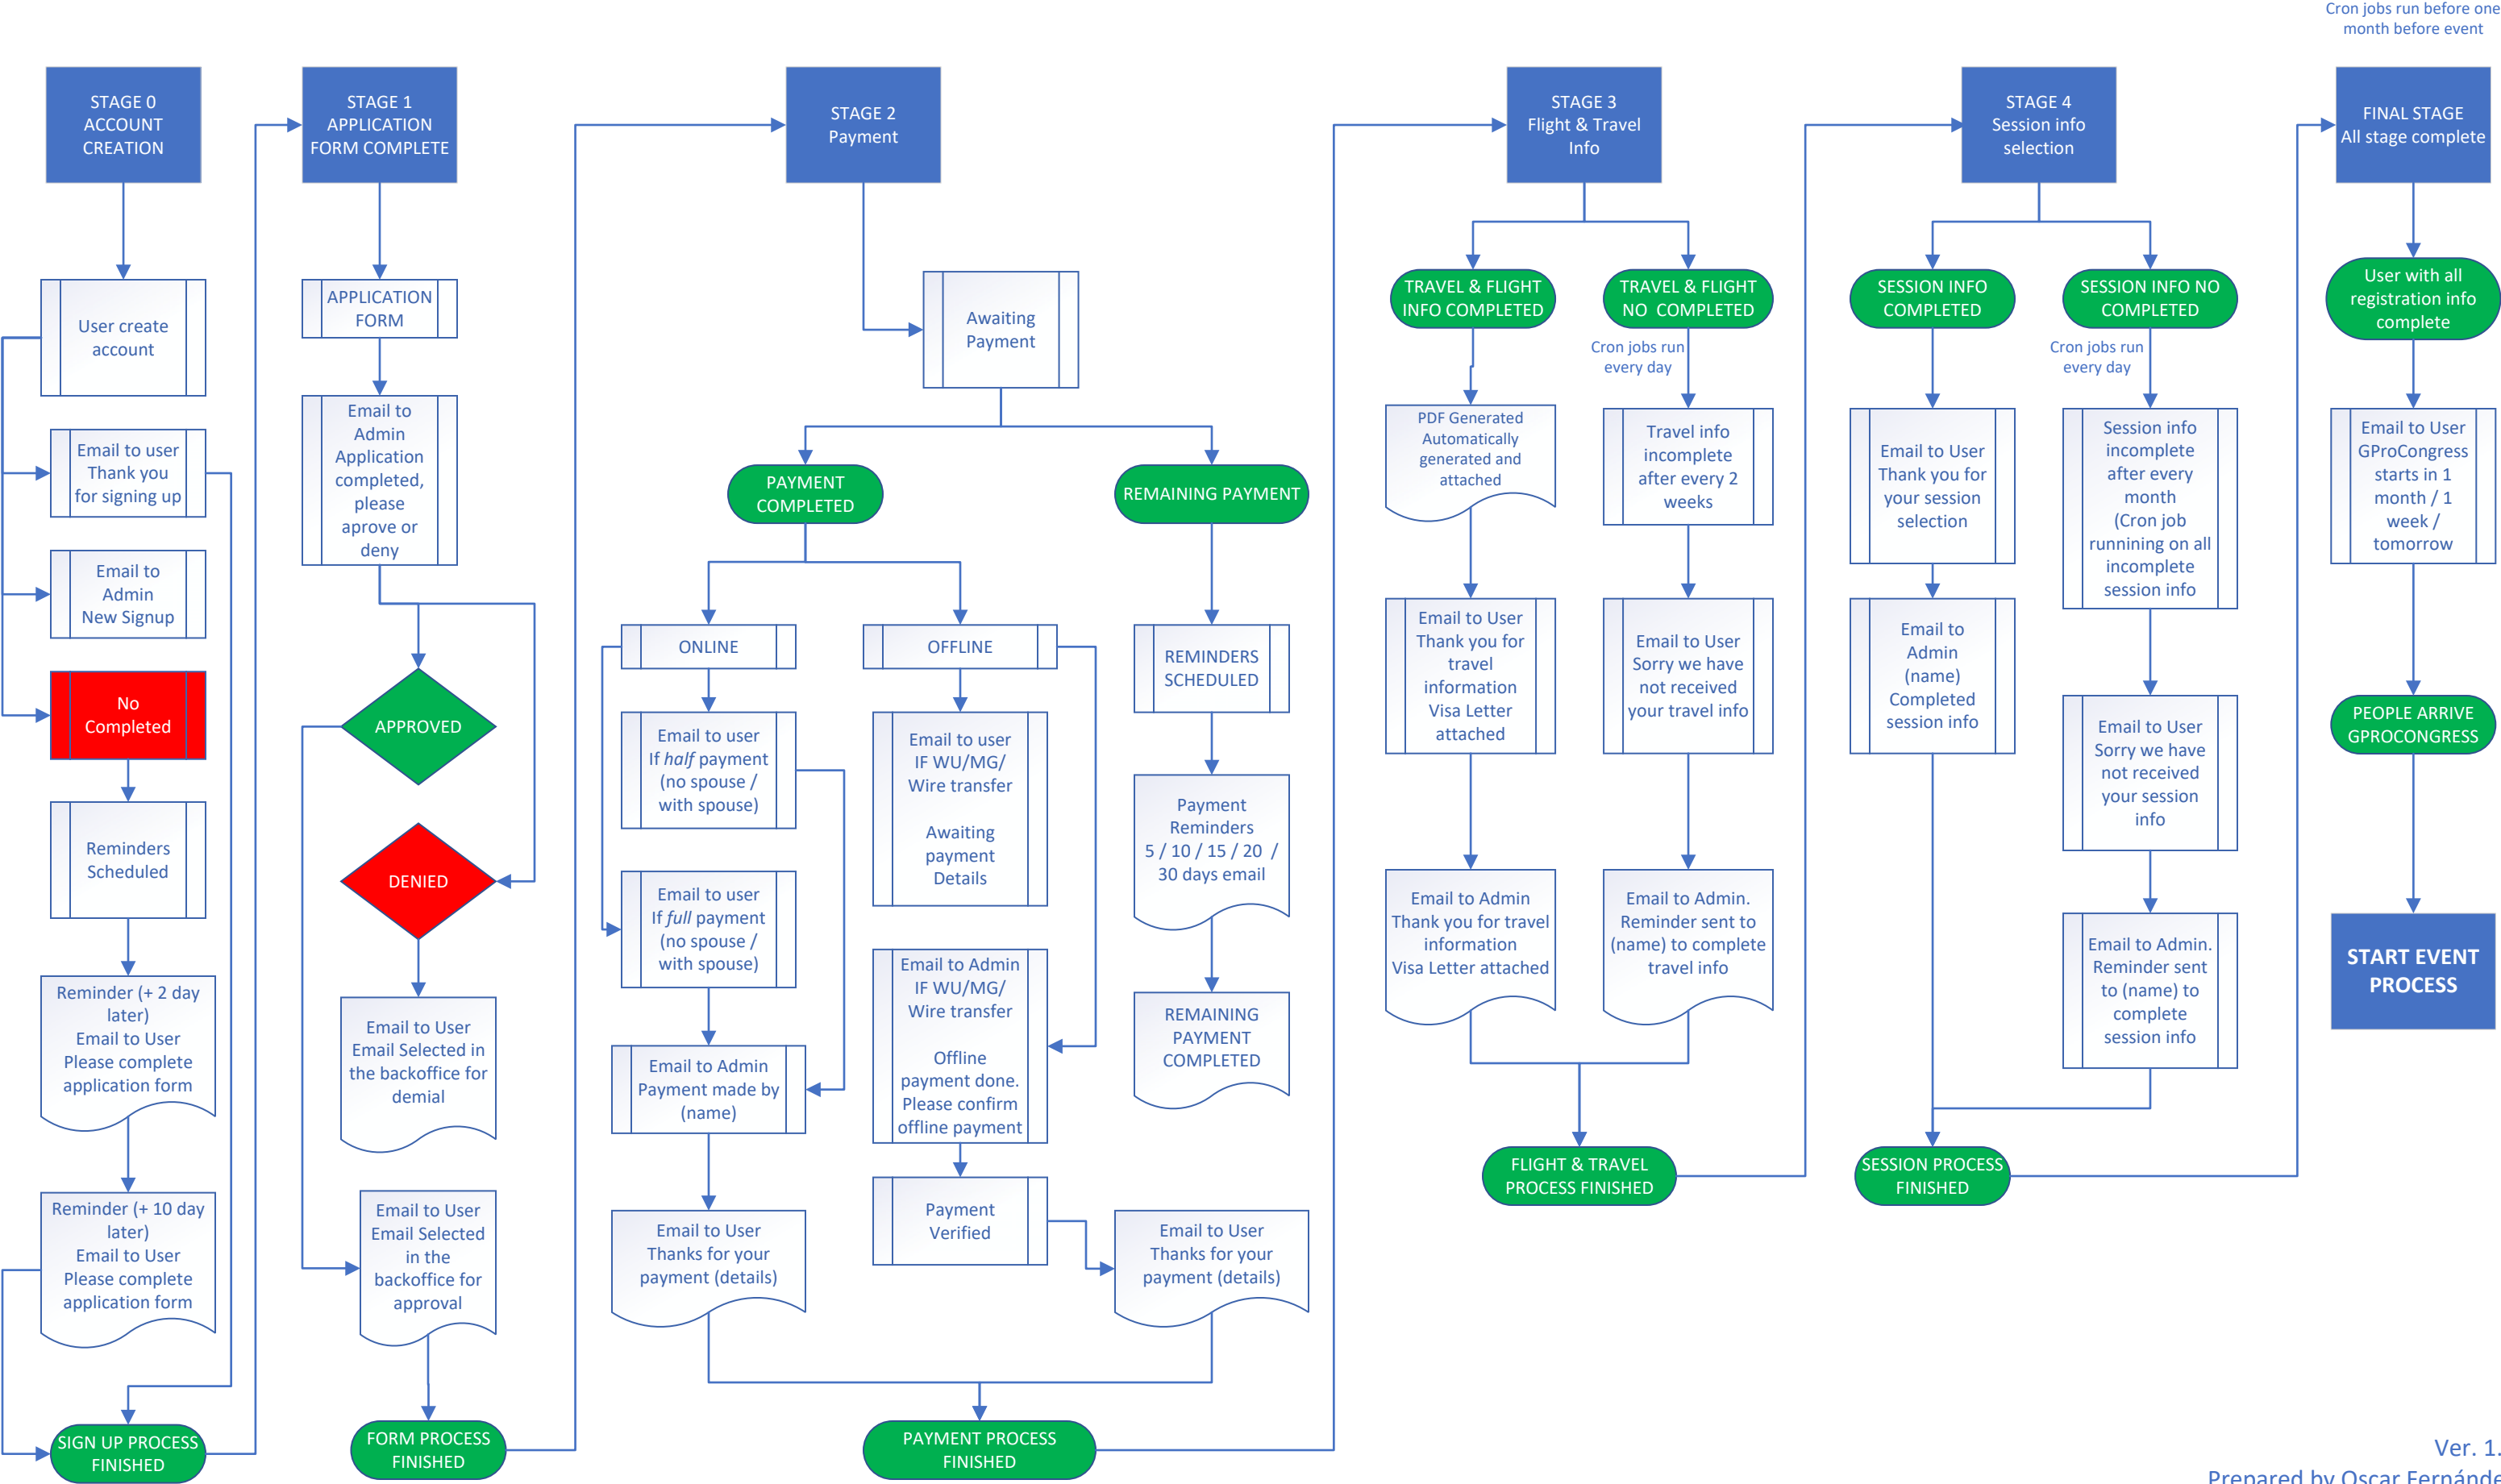 Cron jobs run before one
month before event
STAGE 0
ACCOUNT
CREATION
User create
account
Email to user
Thank you
for signing up
Email to
Admin
New Signup
No
Completed
Reminders
Scheduled
Reminder (+ 2 day
later)
Email to User
Please complete
application form
Reminder (+ 10 day
later)
Email to User
Please complete
application form
SIGN UP PROCESS
FINISHED
STAGE 1
APPLICATION
FORM COMPLETE
APPLICATION
FORM
Email to
Admin
Application
completed,
please
aprove or
deny
APPROVED
DENIED
Email to User
Email Selected in
the backoffice for
demial
Email to User
Email Selected
in the
backoffice for
approval
FORM PROCESS
FINISHED
STAGE 2
Payment
Awaiting
Payment
PAYMENT
COMPLETED
REMAINING PAYMENT
ONLINE
Email to user
If half payment
(no spouse /
with spouse)
Email to user
If full payment
(no spouse /
with spouse)
Email to Admin
Payment made by
(name)
Email to User
Thanks for your
payment (details)
OFFLINE
Email to user
IF WU/MG/
Wire transfer
Awaiting
payment
Details
Email to Admin
IF WU/MG/
Wire transfer
Offline
payment done.
Please confirm
offline payment
Payment
Verified
REMINDERS
SCHEDULED
Payment
Reminders
5 / 10 / 15 / 20 /
30 days email
REMAINING
PAYMENT
COMPLETED
Email to User
Thanks for your
payment (details)
PAYMENT PROCESS
FINISHED
STAGE 3
Flight & Travel
Info
TRAVEL & FLIGHT
INFO COMPLETED
PDF Generated
Automatically
generated and
attached
Email to User
Thank you for
travel
information
Visa Letter
attached
Email to Admin
Thank you for travel
information
Visa Letter attached
TRAVEL & FLIGHT
NO COMPLETED
Cron jobs run
every day
Travel info
incomplete
after every 2
weeks
Email to User
Sorry we have
not received
your travel info
Email to Admin.
Reminder sent to
(name) to complete
travel info
FLIGHT & TRAVEL
PROCESS FINISHED
STAGE 4
Session info
selection
SESSION INFO
COMPLETED
Email to User
Thank you for
your session
selection
Email to
Admin
(name)
Completed
session info
SESSION INFO NO
COMPLETED
Cron jobs run
every day
Session info
incomplete
after every
month
(Cron job
runnining on all
incomplete
session info
Email to User
Sorry we have
not received
your session
info
Email to Admin.
Reminder sent
to (name) to
complete
session info
SESSION PROCESS
FINISHED
FINAL STAGE
All stage complete
User with all
registration info
complete
Email to User
GProCongress
starts in 1
month / 1
week /
tomorrow
PEOPLE ARRIVE
GPROCONGRESS
START EVENT
PROCESS
Ver. 1.
Prepared by Oscar Fernánde